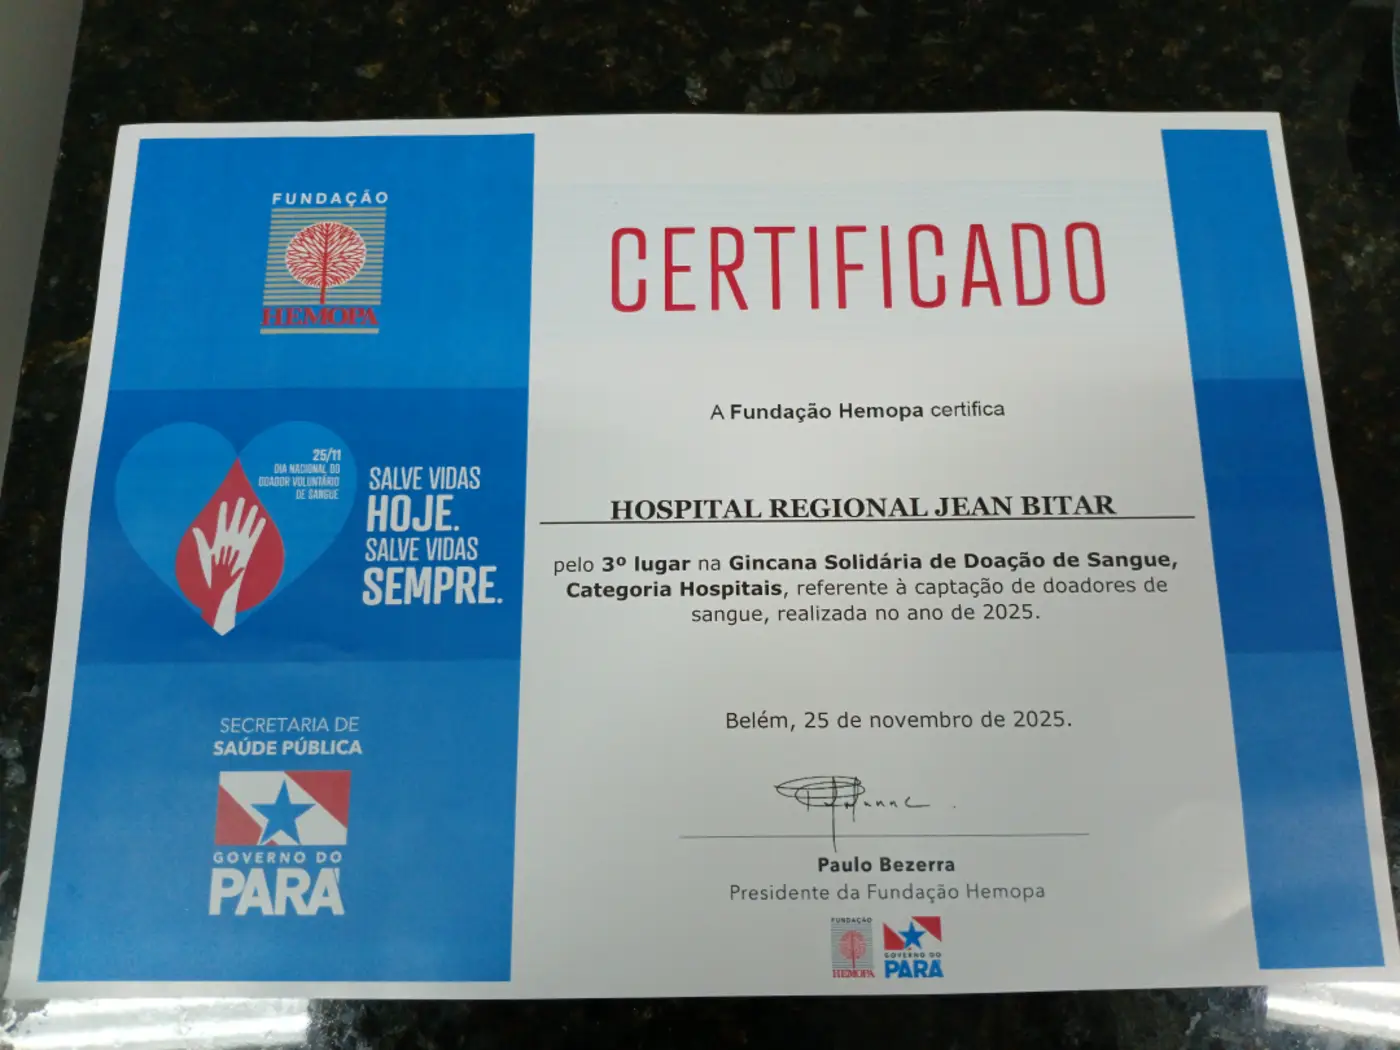 FUNDAÇÃO
HEMOPA
25/11
DIA NACIONAL DO
DOADOR VOLUNTÁRIO
DE SANGUE
SALVE VIDAS
HOJE.
SALVE VIDAS
SEMPRE.
SECRETARIA DE
SAÚDE PÚBLICA
GOVERNO DO
PARÁ
CERTIFICADO
A Fundação Hemopa certifica
HOSPITAL REGIONAL JEAN BITAR
pelo 3º lugar na Gincana Solidária de Doação de Sangue,
Categoria Hospitais, referente à captação de doadores de
sangue, realizada no ano de 2025.
Belém, 25 de novembro de 2025.
Paulo Bezerra
Presidente da Fundação Hemopa
FUNDAÇÃO
HEMOPA
GOVERNO DO
PARÁ